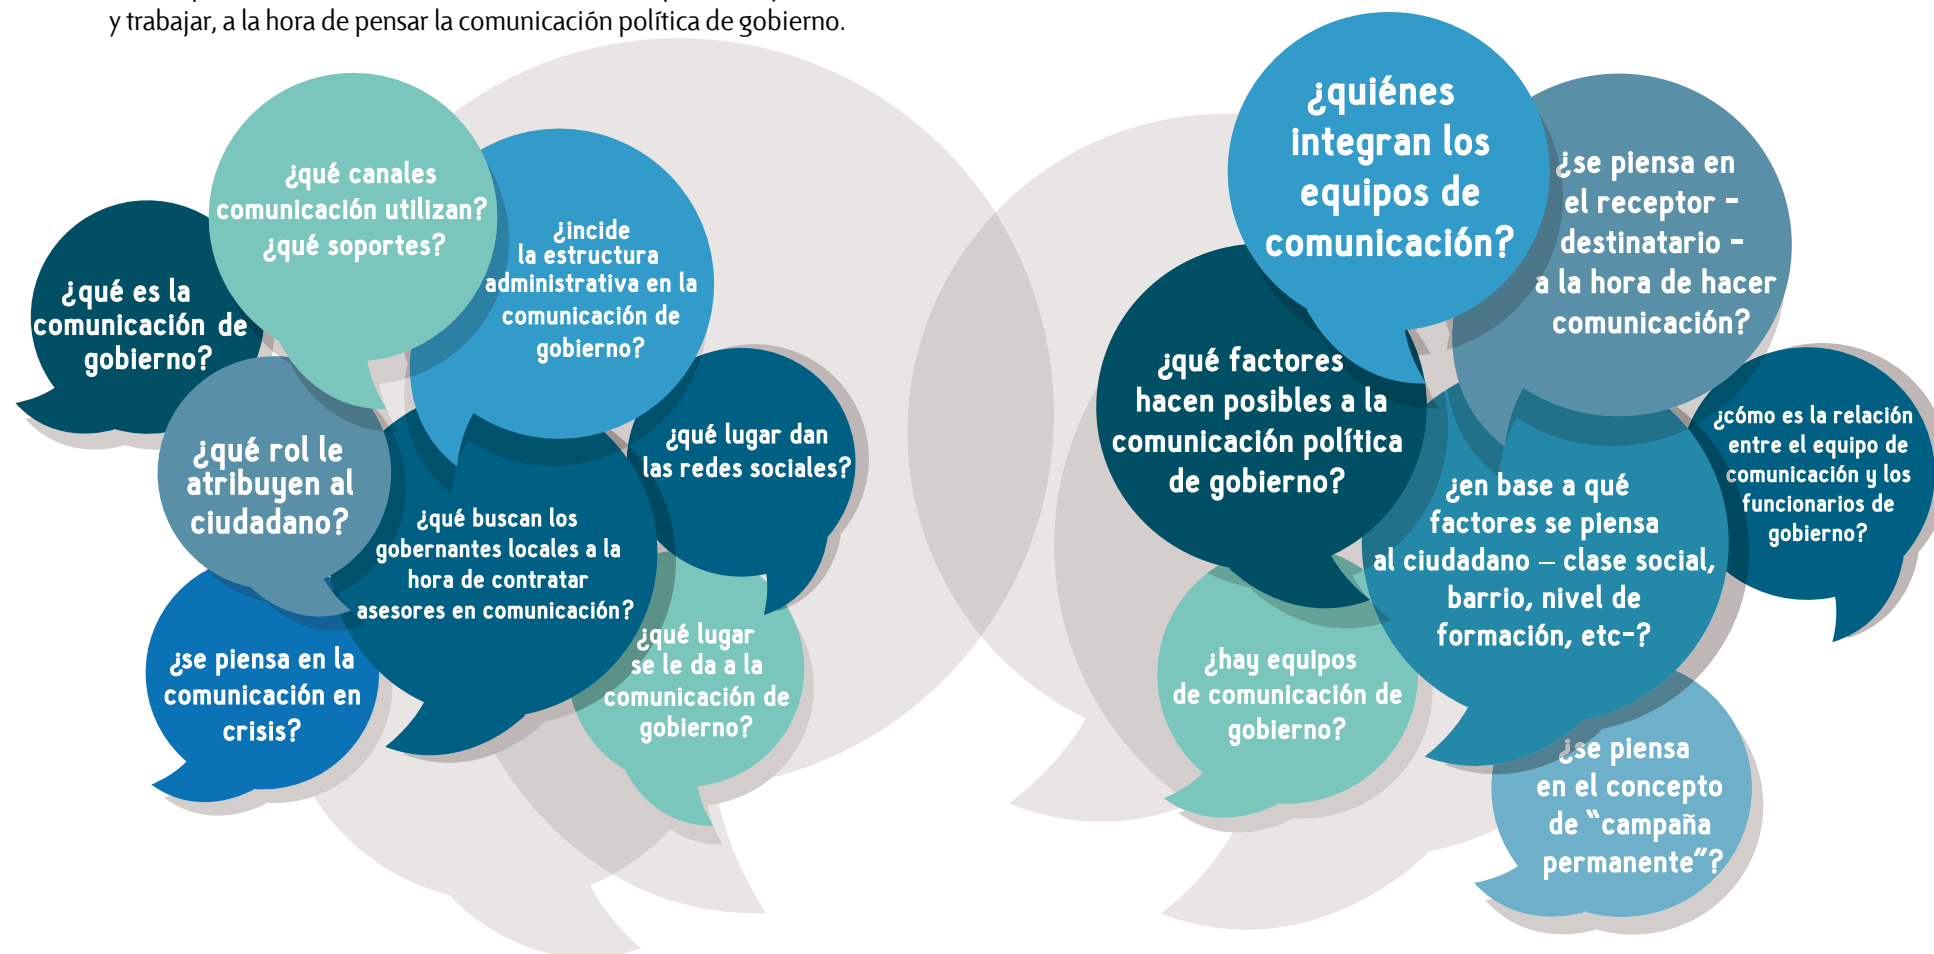 y trabajar, a la hora de pensar la comunicación política de gobierno.
¿qué canales
comunicación utilizan?
¿qué soportes?
¿incide
la estructura
administrativa en la
comunicación de
gobierno?
¿qué es la
comunicación de
gobierno?
¿qué rol le
atribuyen al
ciudadano?
¿qué lugar dan
las redes sociales?
¿qué buscan los
gobernantes locales a la
hora de contratar
asesores en comunicación?
¿se piensa en la
comunicación en
crisis?
¿qué lugar
se le da a la
comunicación de
gobierno?
¿quiénes
integran los
equipos de
comunicación?
¿se piensa en
el receptor -
destinatario -
a la hora de hacer
comunicación?
¿qué factores
hacen posibles a la
comunicación política
de gobierno?
¿cómo es la relación
entre el equipo de
comunicación y los
funcionarios de
gobierno?
¿en base a qué
factores se piensa
al ciudadano – clase social,
barrio, nivel de
formación, etc-?
¿hay equipos
de comunicación de
gobierno?
¿se piensa
en el concepto
de “campaña
permanente”?